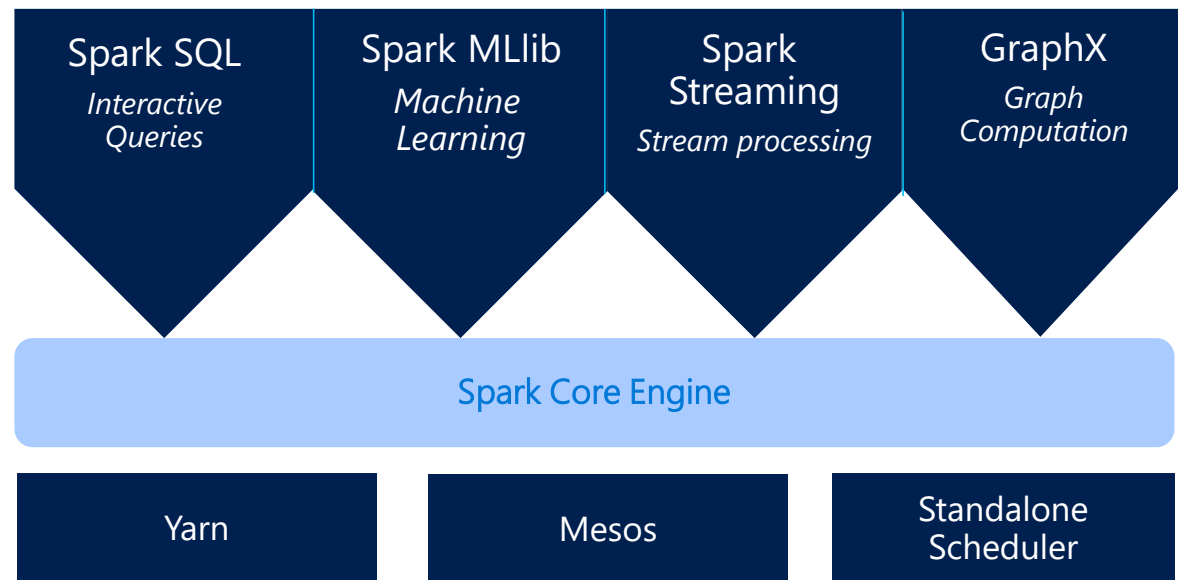 Spark SQL
Interactive
Queries
Spark MLlib
Machine
Learning
Spark
Streaming
Stream processing
GraphX
Graph
Computation
Spark Core Engine
Yarn
Mesos
Standalone
Scheduler